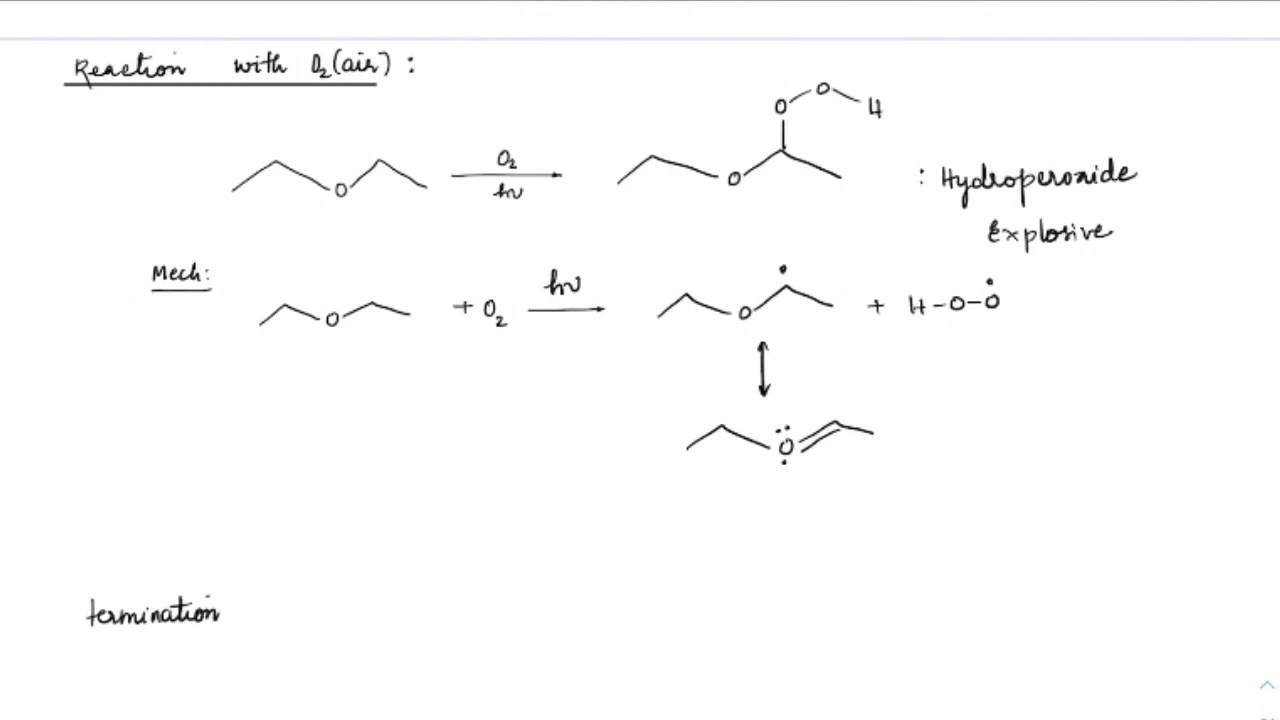 Reaction with O₂(air) :
O₂
hν
O
O
O
O
H
: Hydroperoxide
Explosive
Mech:
O
+ O₂
hν
O
+ H-O-O
O
termination